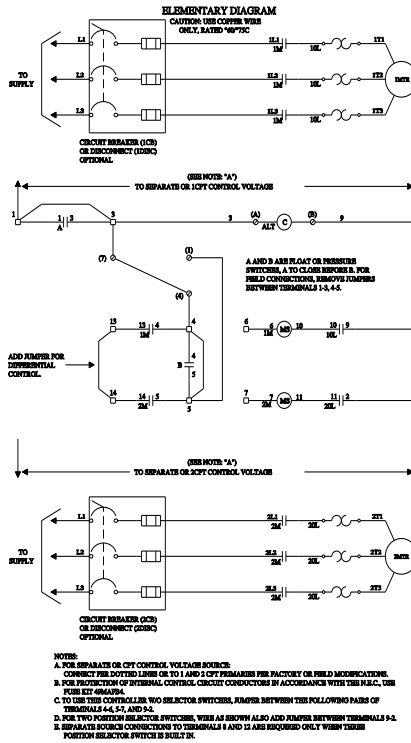 ELEMENTARY DIAGRAM
CAUTION: USE COPPER WIRE
ONLY, RATED "60/"75C
L1 1L1 1T1
1M 10L
TO
SUPPLY
L2 1L2 1T2 1MTR
1M 10L
L3 1L3 1T3
1M 10L
CIRCUIT BREAKER (1CB)
OR DISCONNECT (1DISC)
OPTIONAL
(SEE NOTE: "A")
TO SEPARATE OR 1CPT CONTROL VOLTAGE
1 1 3 3 3 (A) C (B) 9
A ALT
(7) (1)
A AND B ARE FLOAT OR PRESSURE
SWITCHES, A TO CLOSE BEFORE B. FOR
FIELD CONNECTIONS, REMOVE JUMPERS
BETWEEN TERMINALS 1-3, 4-5.
(4)
13 13 4 4 6 6 MS 10 10 9
1M 1M 10L
ADD JUMPER FOR
DIFFERENTIAL
CONTROL.
4
B
5
14 14 5 5 7 7 MS 11 11 2
2M 2M 20L
(SEE NOTE: "A")
TO SEPARATE OR 2CPT CONTROL VOLTAGE
L1 2L1 2T1
2M 20L
TO
SUPPLY
L2 2L2 2T2 2MTR
2M 20L
L3 2L3 2T3
2M 20L
CIRCUIT BREAKER (2CB)
OR DISCONNECT (2DISC)
OPTIONAL
NOTES:
A. FOR SEPARATE OR CPT CONTROL VOLTAGE SOURCE:
CONNECT PER DOTTED LINES OR TO 1 AND 2 CPT PRIMARIES PER FACTORY OR FIELD MODIFICATIONS.
B. FOR PROTECTION OF INTERNAL CONTROL CIRCUIT CONDUCTORS IN ACCORDANCE WITH THE N.E.C., USE
FUSE KIT 49MAFB4.
C. TO USE THIS CONTROLLER W/O SELECTOR SWITCHES, JUMPER BETWEEN THE FOLLOWING PAIRS OF
TERMINALS 4-6, 5-7, AND 9-2.
D. FOR TWO POSITION SELECTOR SWITCHES, WIRE AS SHOWN ALSO ADD JUMPER BETWEEN TERMINALS 9-2.
E. SEPARATE SOURCE CONNECTIONS TO TERMINALS 8 AND 12 ARE REQUIRED ONLY WHEN THREE
POSITION SELECTOR SWITCH IS BUILT IN.